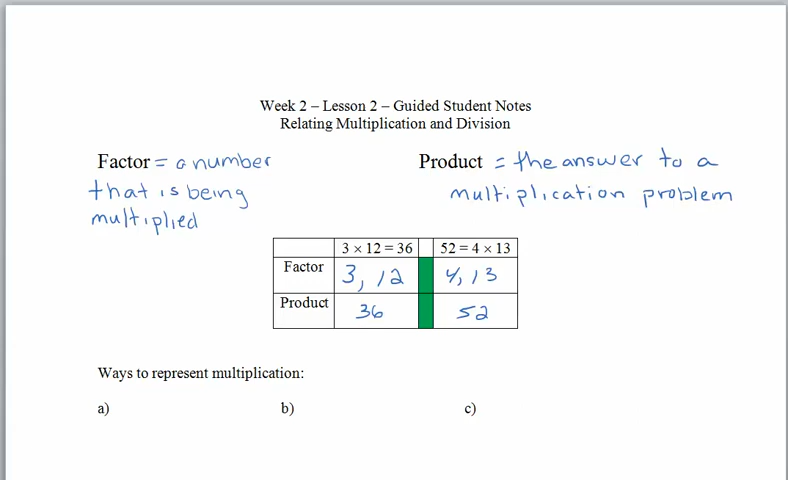 Week 2 – Lesson 2 – Guided Student Notes
Relating Multiplication and Division
Factor = a number
that is being
multiplied
Product = the answer to a
multiplication problem
3 × 12 = 36 52 = 4 × 13
Factor 3, 12 4, 13
Product 36 52
Ways to represent multiplication:
a) b) c)